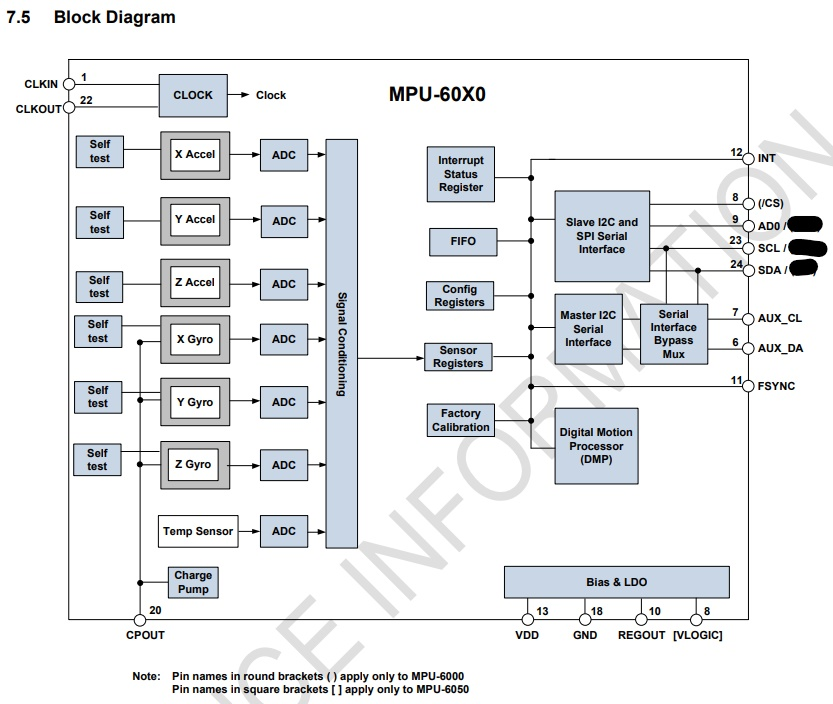 7.5 Block Diagram
MPU-60X0
CLKIN 1
CLKOUT 22
CLOCK
Clock
Self test
X Accel
ADC
Self test
Y Accel
ADC
Self test
Z Accel
ADC
Self test
X Gyro
ADC
Self test
Y Gyro
ADC
Self test
Z Gyro
ADC
Temp Sensor
ADC
Charge Pump
20
CPOUT
Signal Conditioning
Interrupt Status Register
FIFO
Config Registers
Sensor Registers
Factory Calibration
Slave I2C and SPI Serial Interface
Master I2C Serial Interface
Serial Interface Bypass Mux
Digital Motion Processor (DMP)
12 INT
8 (/CS)
9 AD0 /
23 SCL /
24 SDA /
7 AUX_CL
6 AUX_DA
11 FSYNC
Bias & LDO
13 18 10 8
VDD GND REGOUT [VLOGIC]
Note: Pin names in round brackets ( ) apply only to MPU-6000
Pin names in square brackets [ ] apply only to MPU-6050
CE INFORMATION